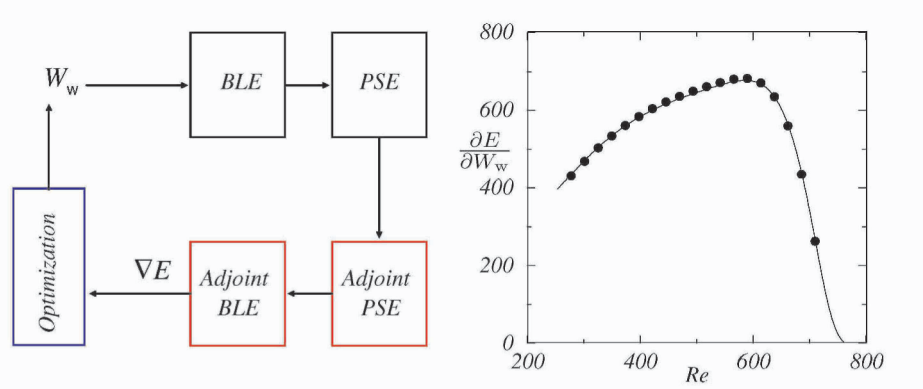 W_w
BLE
PSE
Optimization
∇E
Adjoint
BLE
Adjoint
PSE
800
600
400
200
0
∂E
∂W_w
200
400
600
800
Re